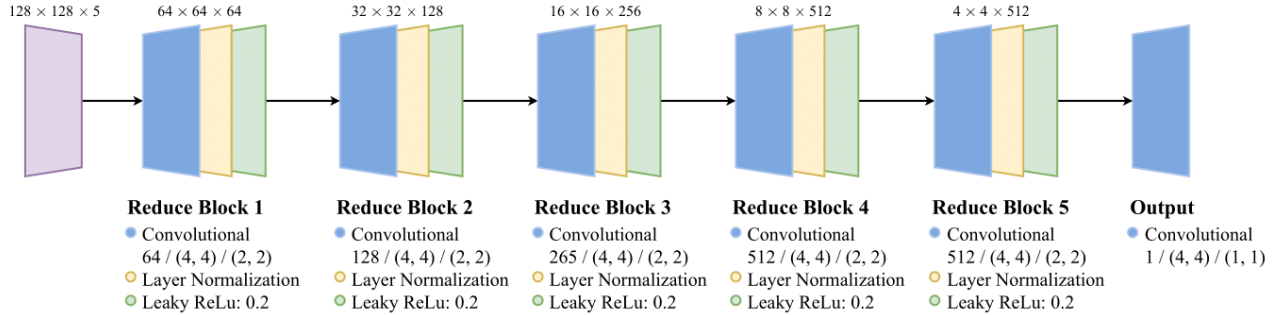 128 × 128 × 5
64 × 64 × 64
32 × 32 × 128
16 × 16 × 256
8 × 8 × 512
4 × 4 × 512
Reduce Block 1
Convolutional
64 / (4, 4) / (2, 2)
Layer Normalization
Leaky ReLu: 0.2
Reduce Block 2
Convolutional
128 / (4, 4) / (2, 2)
Layer Normalization
Leaky ReLu: 0.2
Reduce Block 3
Convolutional
265 / (4, 4) / (2, 2)
Layer Normalization
Leaky ReLu: 0.2
Reduce Block 4
Convolutional
512 / (4, 4) / (2, 2)
Layer Normalization
Leaky ReLu: 0.2
Reduce Block 5
Convolutional
512 / (4, 4) / (2, 2)
Layer Normalization
Leaky ReLu: 0.2
Output
Convolutional
1 / (4, 4) / (1, 1)